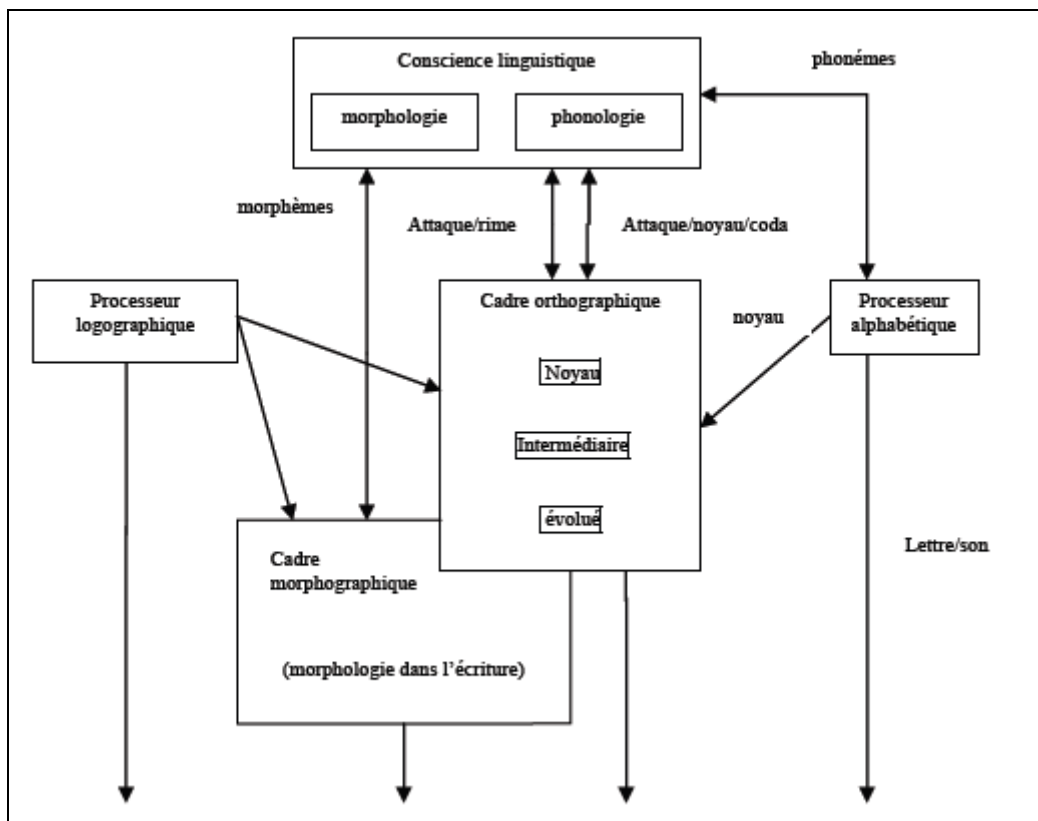 Conscience linguistique
phonémes
morphologie
phonologie
morphèmes
Attaque/rime
Attaque/noyau/coda
Processeur
logographique
Cadre orthographique
noyau
Processeur
alphabétique
Noyau
Intermédiaire
évolué
Cadre
morphographique
Lettre/son
(morphologie dans l’écriture)